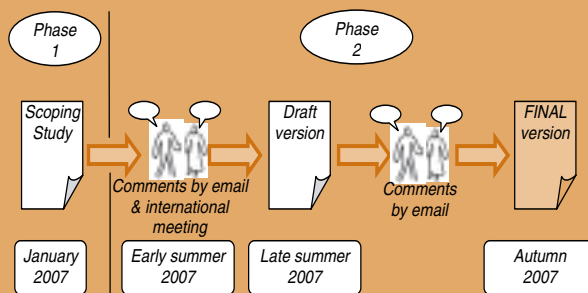 Phase
1
Phase
2
Scoping
Study
Draft
version
FINAL
version
Comments by email
& international
meeting
Comments
by email
January
2007
Early summer
2007
Late summer
2007
Autumn
2007